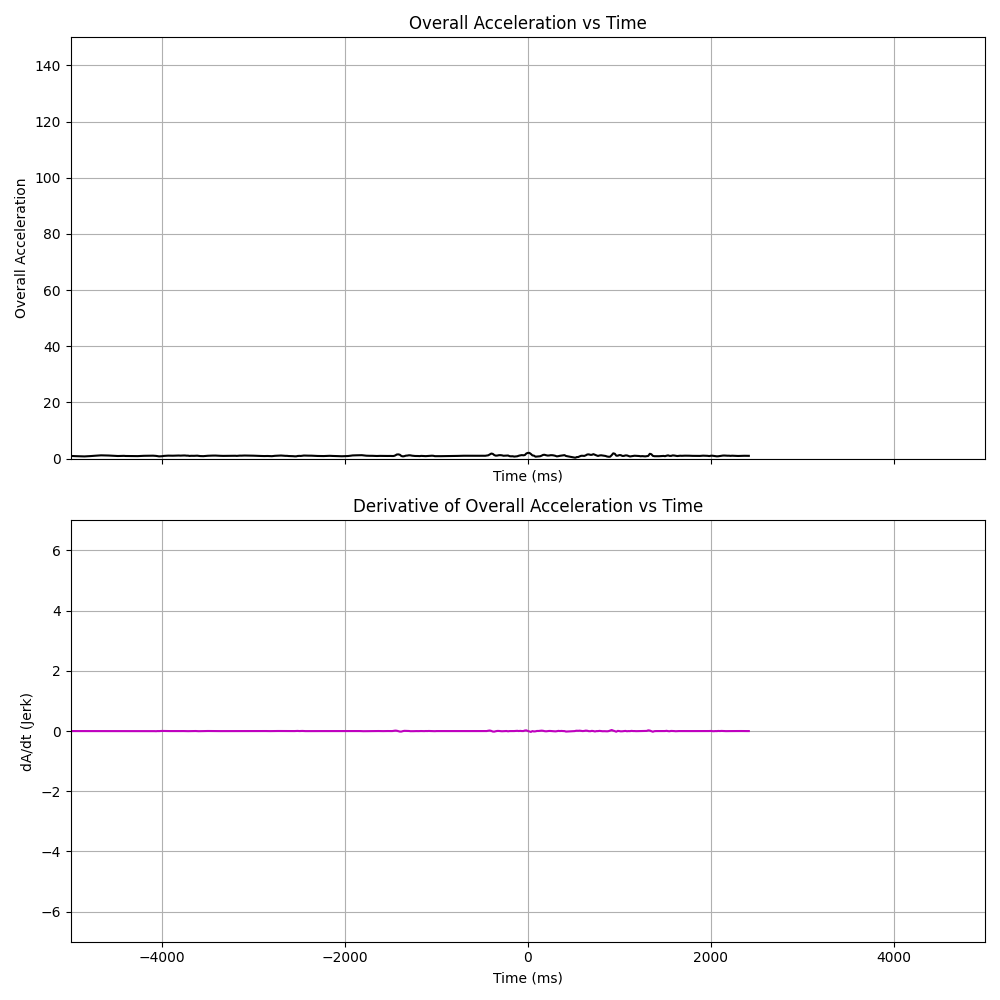 Overall Acceleration vs Time
140
120
100
80
60
40
20
0
Overall Acceleration
Time (ms)
Derivative of Overall Acceleration vs Time
6
4
2
0
−2
−4
−6
dA/dt (Jerk)
−4000 −2000 0 2000 4000
Time (ms)